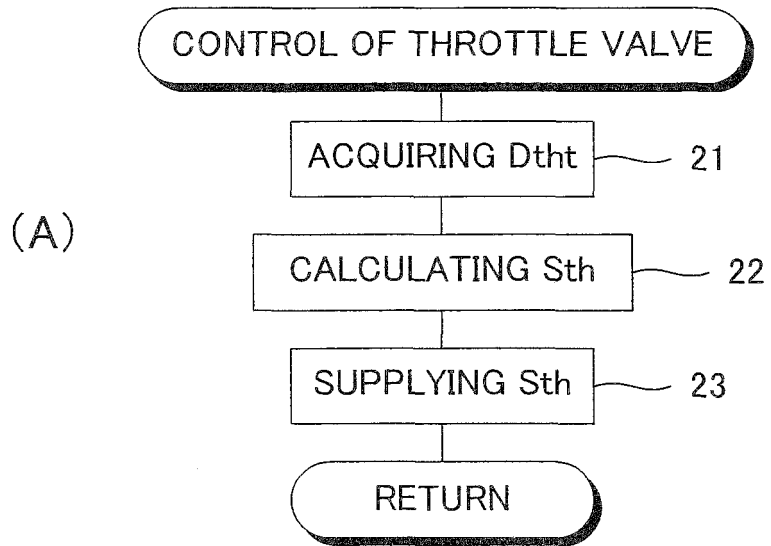 CONTROL OF THROTTLE VALVE
ACQUIRING Dtht
21
(A)
CALCULATING Sth
22
SUPPLYING Sth
23
RETURN